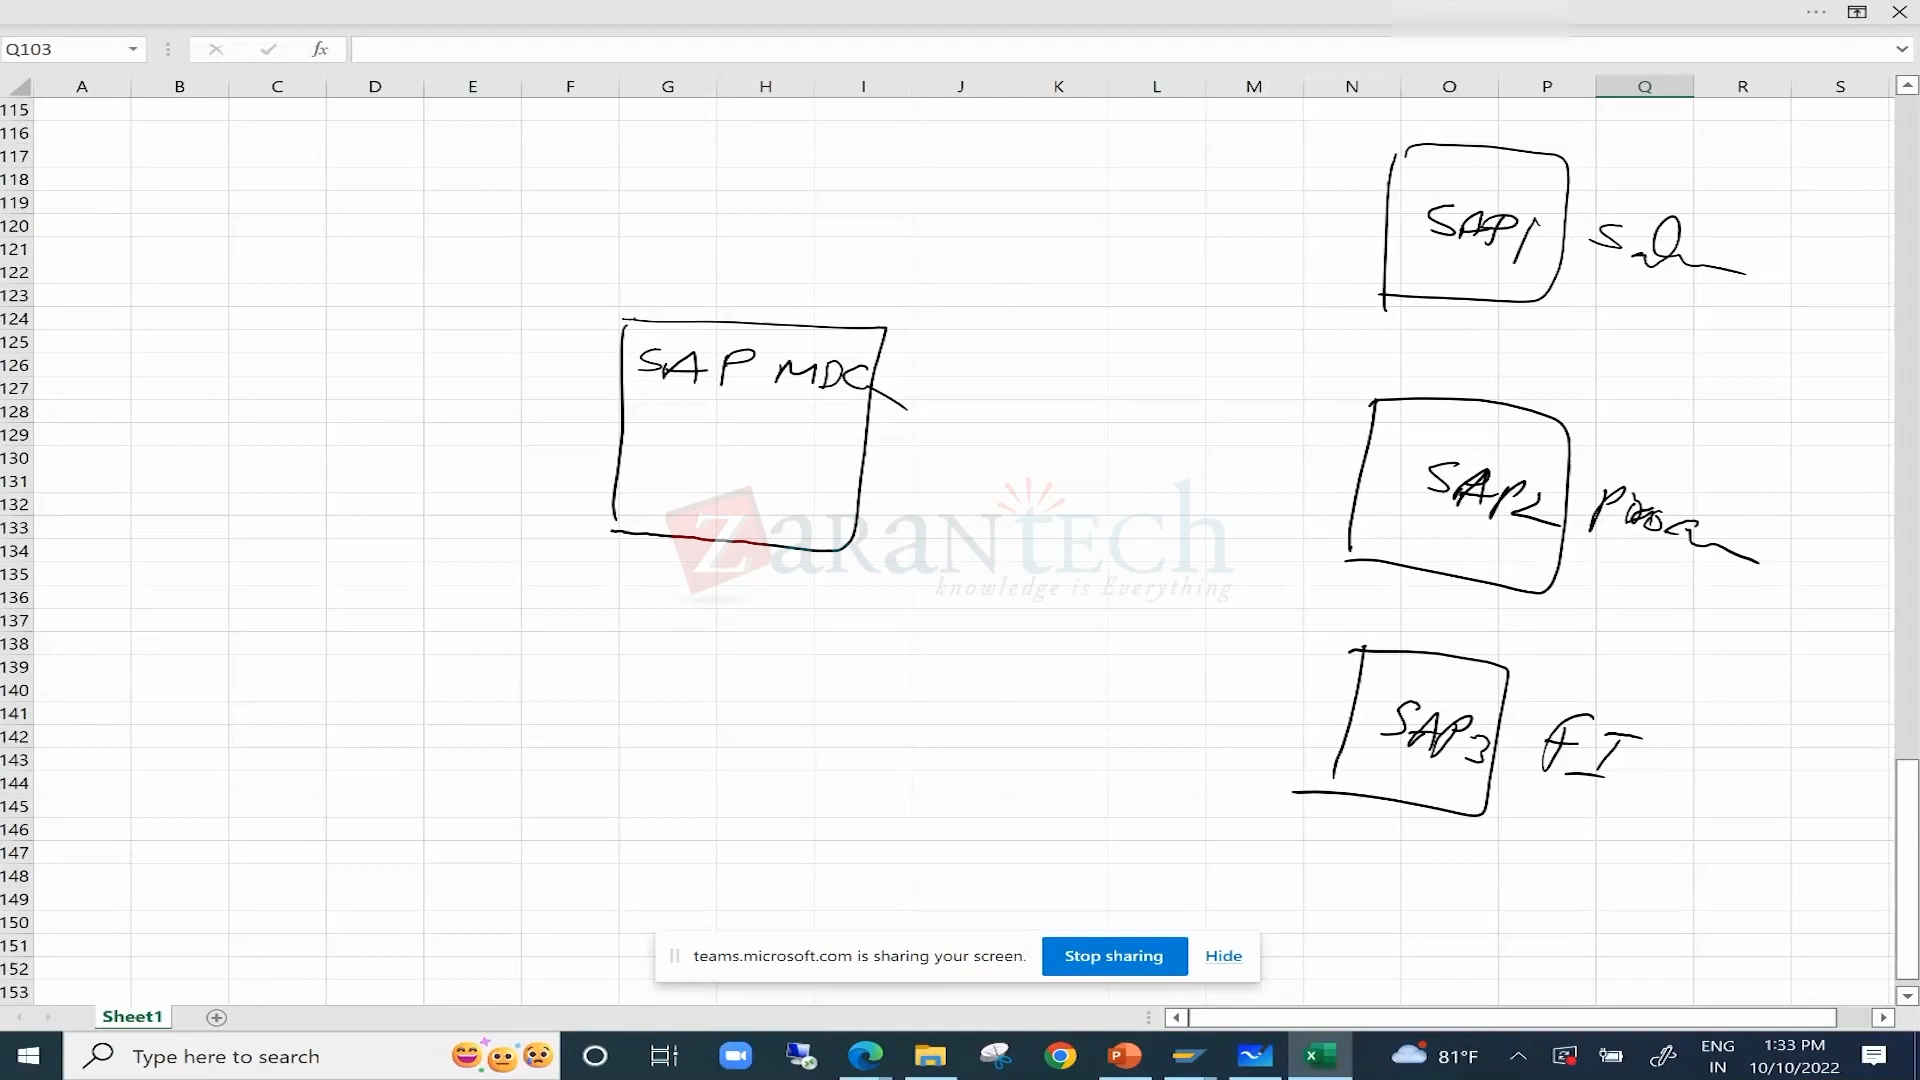 Q103
fx
A B C D E F G H I J K L M N O P Q R S
115
116
117
118
119
120
121
122
123
124
125
126
127
128
129
130
131
132
133
134
135
136
137
138
139
140
141
142
143
144
145
146
147
148
149
150
151
152
153
SAP1
SAP MDG
SAP2
SAP3 FI
ZaranTech
knowledge is Everything
teams.microsoft.com is sharing your screen. Stop sharing Hide
Sheet1
Type here to search
81°F
ENG
IN
1:33 PM
10/10/2022